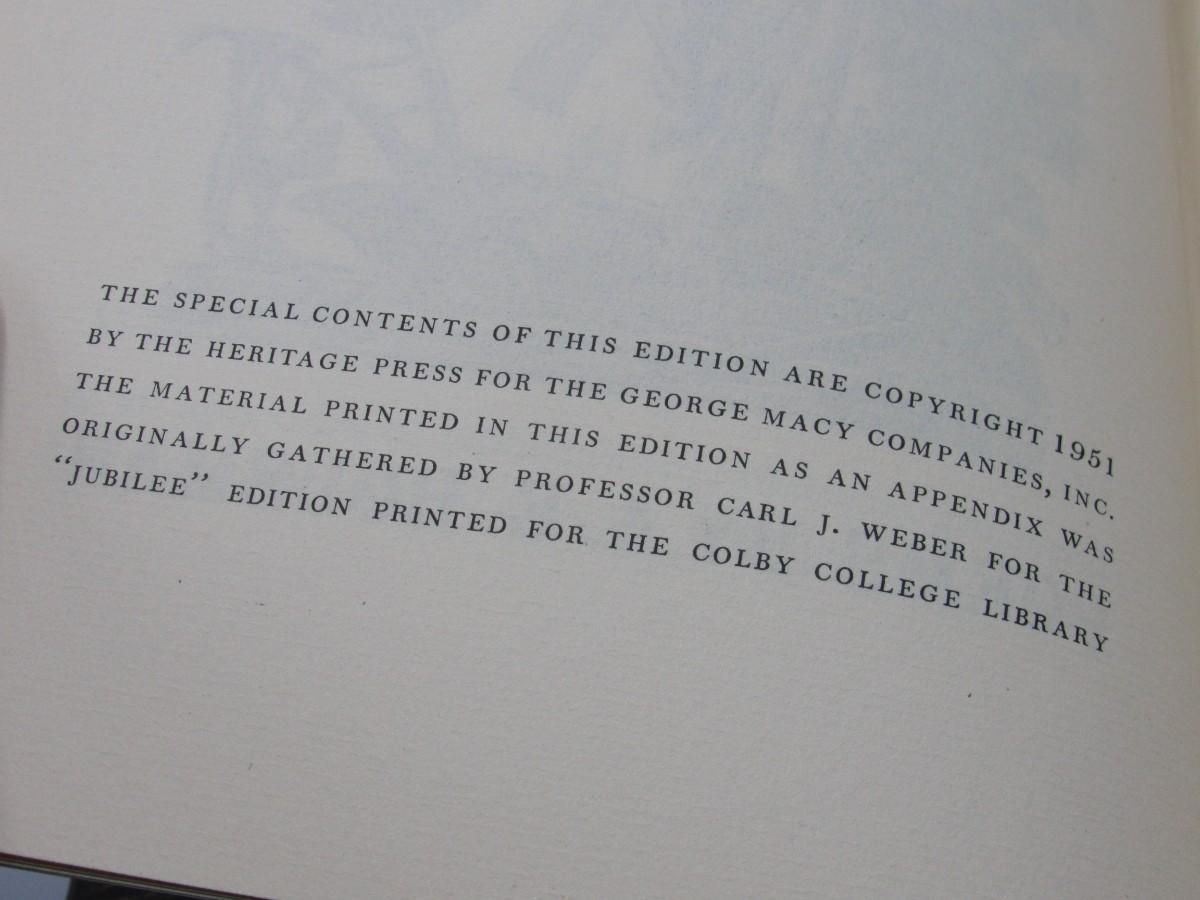 THE SPECIAL CONTENTS OF THIS EDITION ARE COPYRIGHT 1951
BY THE HERITAGE PRESS FOR THE GEORGE MACY COMPANIES, INC.
THE MATERIAL PRINTED IN THIS EDITION AS AN APPENDIX WAS
ORIGINALLY GATHERED BY PROFESSOR CARL J. WEBER FOR THE
“JUBILEE” EDITION PRINTED FOR THE COLBY COLLEGE LIBRARY